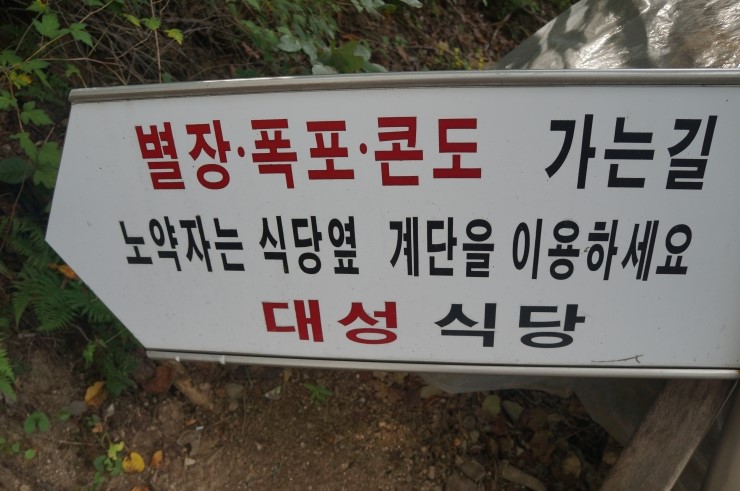 별장·폭포·콘도 가는길
노약자는 식당옆 계단을 이용하세요
대성 식당